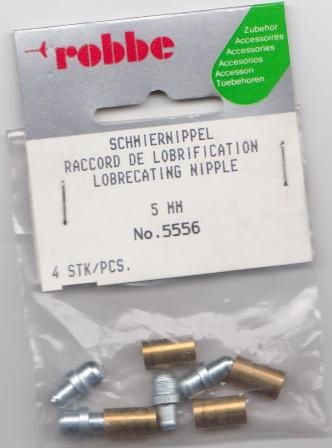 robbe
Zubehör
Accessoires
Accessories
Accesorios
Accessori
Toebehoren
SCHMIERNIPPEL
RACCORD DE LOBRIFICATION
LOBRECATING NIPPLE
5 MM
No.5556
4 STK/PCS.